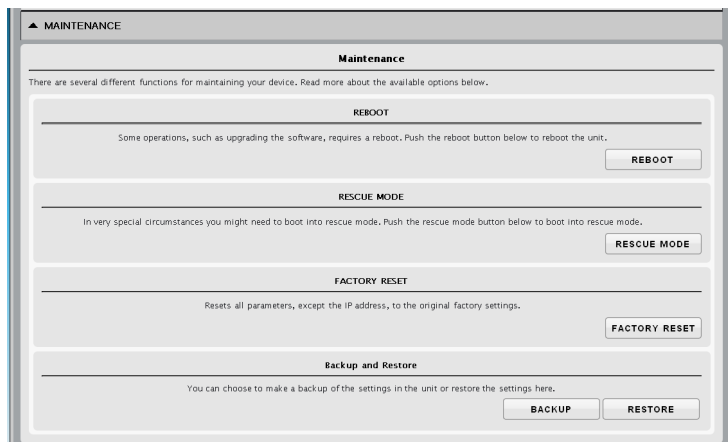 MAINTENANCE
Maintenance
There are several different functions for maintaining your device. Read more about the available options below.
REBOOT
Some operations, such as upgrading the software, requires a reboot. Push the reboot button below to reboot the unit.
REBOOT
RESCUE MODE
In very special circumstances you might need to boot into rescue mode. Push the rescue mode button below to boot into rescue mode.
RESCUE MODE
FACTORY RESET
Resets all parameters, except the IP address, to the original factory settings.
FACTORY RESET
Backup and Restore
You can choose to make a backup of the settings in the unit or restore the settings here.
BACKUP RESTORE